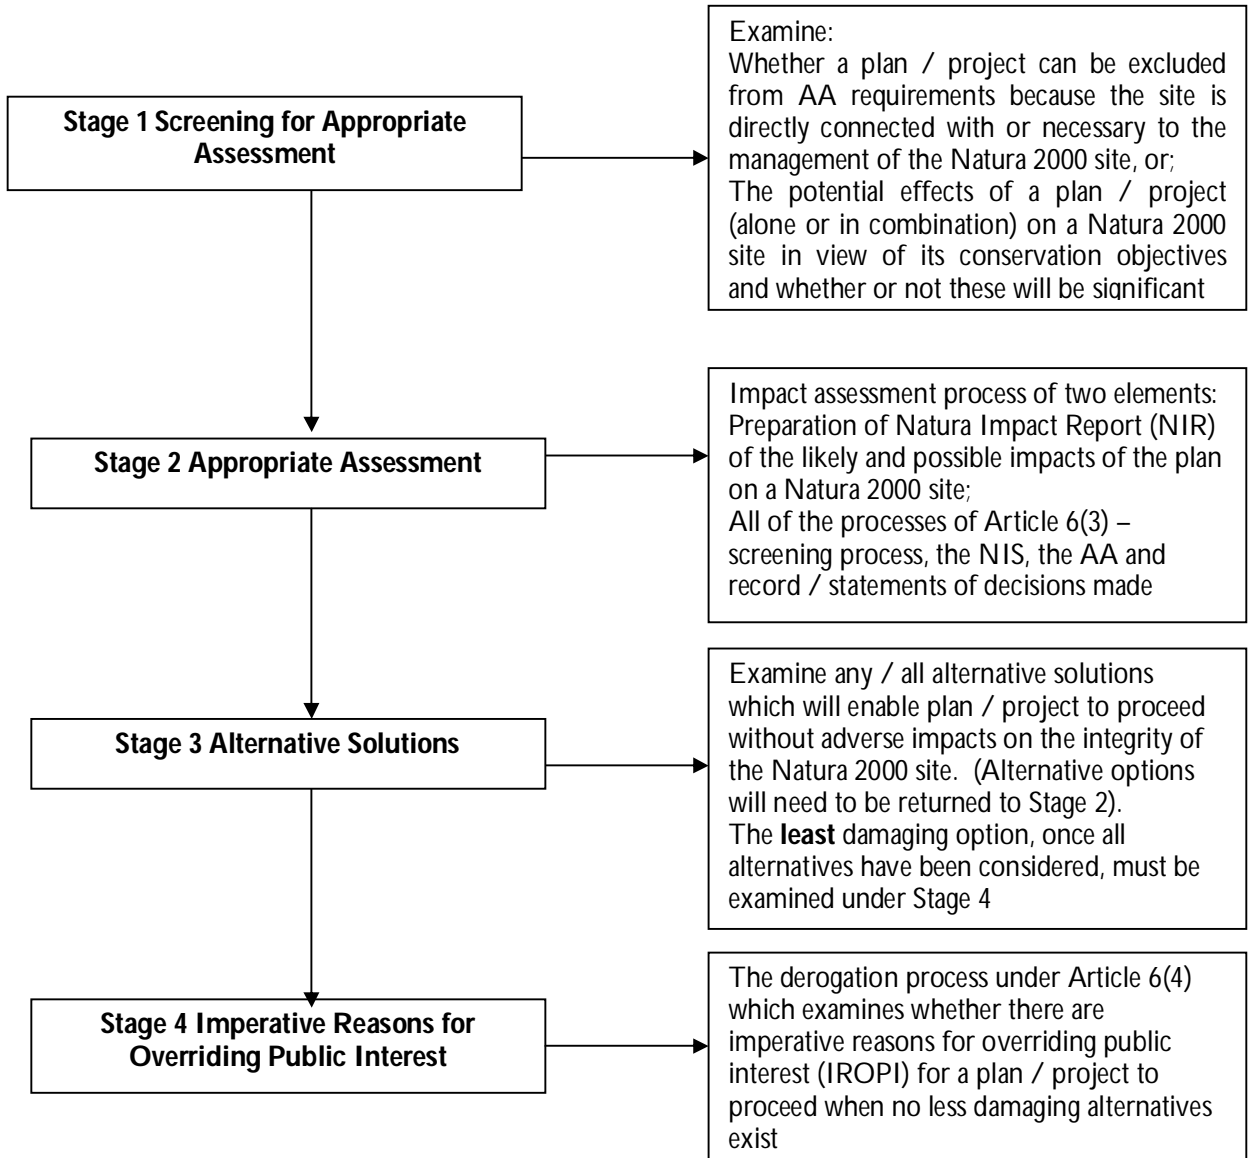 Stage 1 Screening for Appropriate
Assessment
Examine:
Whether a plan / project can be excluded
from AA requirements because the site is
directly connected with or necessary to the
management of the Natura 2000 site, or;
The potential effects of a plan / project
(alone or in combination) on a Natura 2000
site in view of its conservation objectives
and whether or not these will be significant
Stage 2 Appropriate Assessment
Impact assessment process of two elements:
Preparation of Natura Impact Report (NIR)
of the likely and possible impacts of the plan
on a Natura 2000 site;
All of the processes of Article 6(3) –
screening process, the NIS, the AA and
record / statements of decisions made
Stage 3 Alternative Solutions
Examine any / all alternative solutions
which will enable plan / project to proceed
without adverse impacts on the integrity of
the Natura 2000 site.  (Alternative options
will need to be returned to Stage 2).
The least damaging option, once all
alternatives have been considered, must be
examined under Stage 4
Stage 4 Imperative Reasons for
Overriding Public Interest
The derogation process under Article 6(4)
which examines whether there are
imperative reasons for overriding public
interest (IROPI) for a plan / project to
proceed when no less damaging alternatives
exist